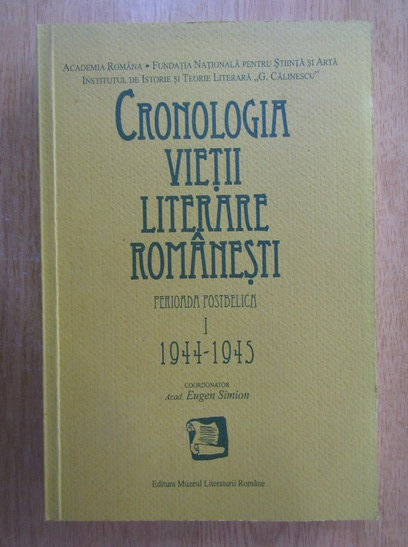 Academia Română • Fundația Națională pentru Știință și Artă
Institutul de Istorie și Teorie Literară „G. Călinescu”
CRONOLOGIA
VIEȚII
LITERARE
ROMÂNEȘTI
PERIOADA POSTBELICA
I
1944-1945
COORDONATOR
Acad. Eugen Simion
Editura Muzeul Literaturii Române